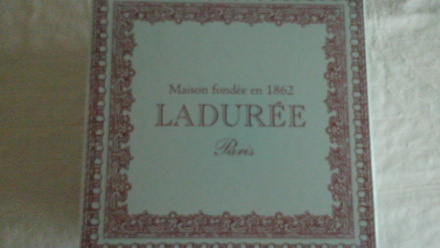 Maison fondée en 1862
LADURÉE
Paris